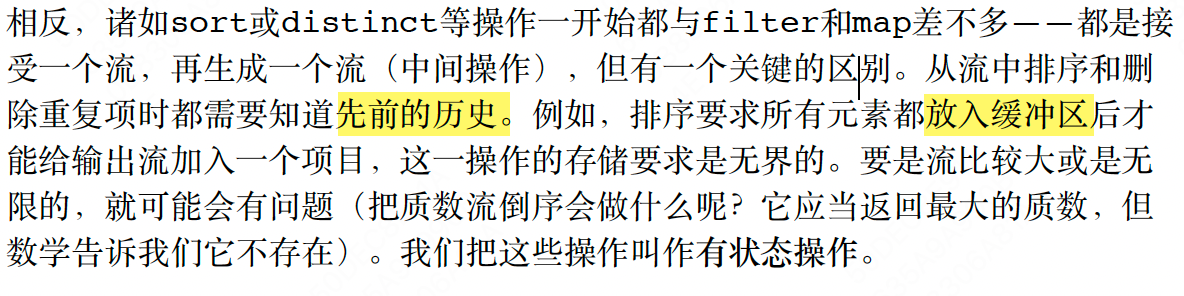 相反，诸如sort或distinct等操作一开始都与filter和map差不多——都是接
受一个流，再生成一个流（中间操作），但有一个关键的区别。从流中排序和删
除重复项时都需要知道先前的历史。例如，排序要求所有元素都放入缓冲区后才
能给输出流加入一个项目，这一操作的存储要求是无界的。要是流比较大或是无
限的，就可能会有问题（把质数流倒序会做什么呢？它应当返回最大的质数，但
数学告诉我们它不存在）。我们把这些操作叫作有状态操作。